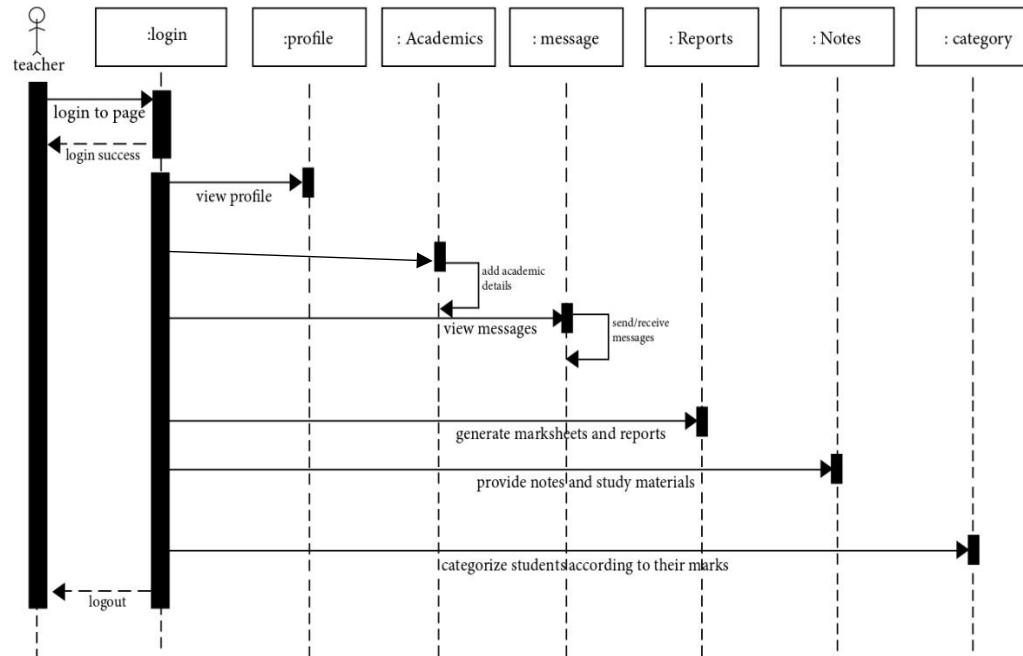 :login
:profile
: Academics
: message
: Reports
: Notes
: category
teacher
login to page
login success
view profile
add academic
details
view messages
send/receive
messages
generate marksheets and reports
provide notes and study materials
categorize students according to their marks
logout